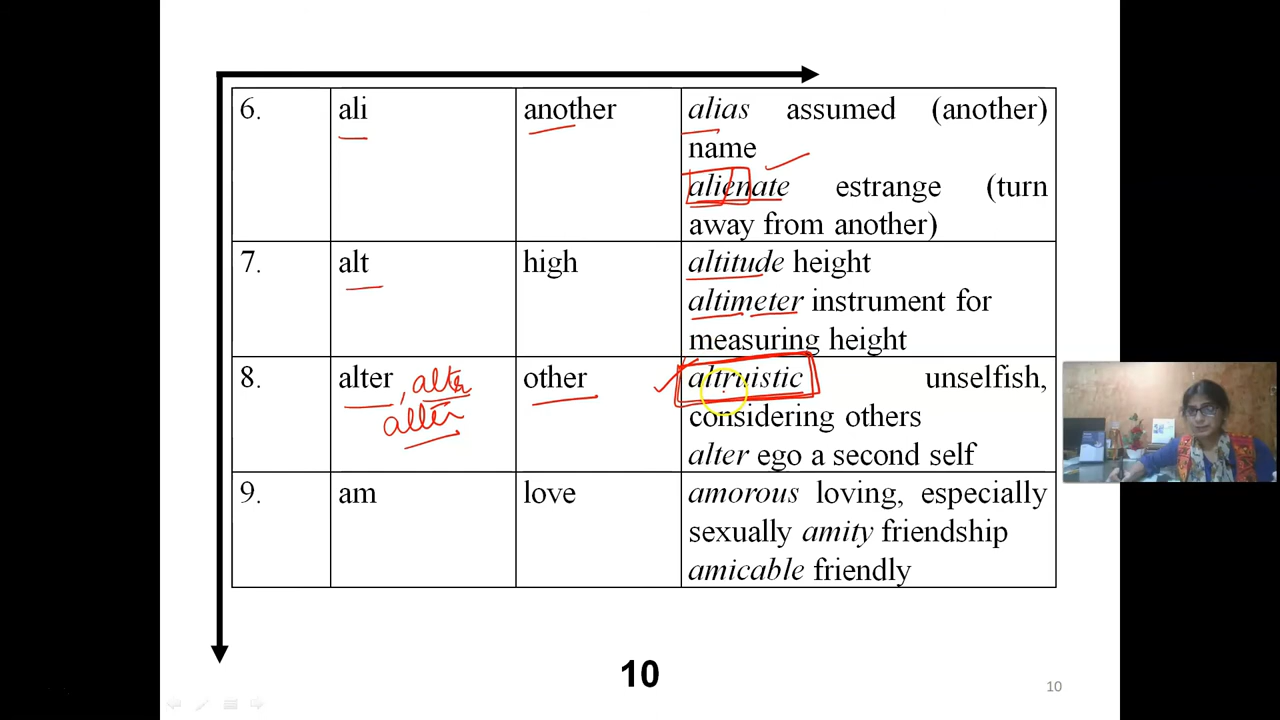 6. ali another alias assumed (another)
name
alienate estrange (turn
away from another)
7. alt high altitude height
altimeter instrument for
measuring height
8. alter, alter other altruistic unselfish,
alter considering others
alter ego a second self
9. am love amorous loving, especially
sexually amity friendship
amicable friendly
10
10